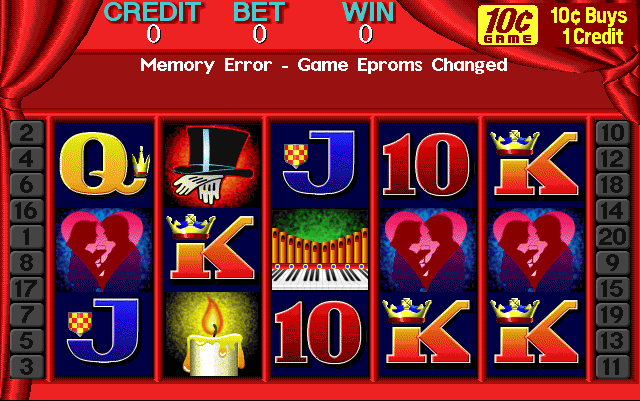 CREDIT BET WIN
0 0 0
10¢ GAME
10¢ Buys
1 Credit
Memory Error - Game Eproms Changed
2 10
4 12
6 18
16 14
1 20
8 9
17 15
7 19
5 13
3 11
Q J 10 K
K
J 10 K K